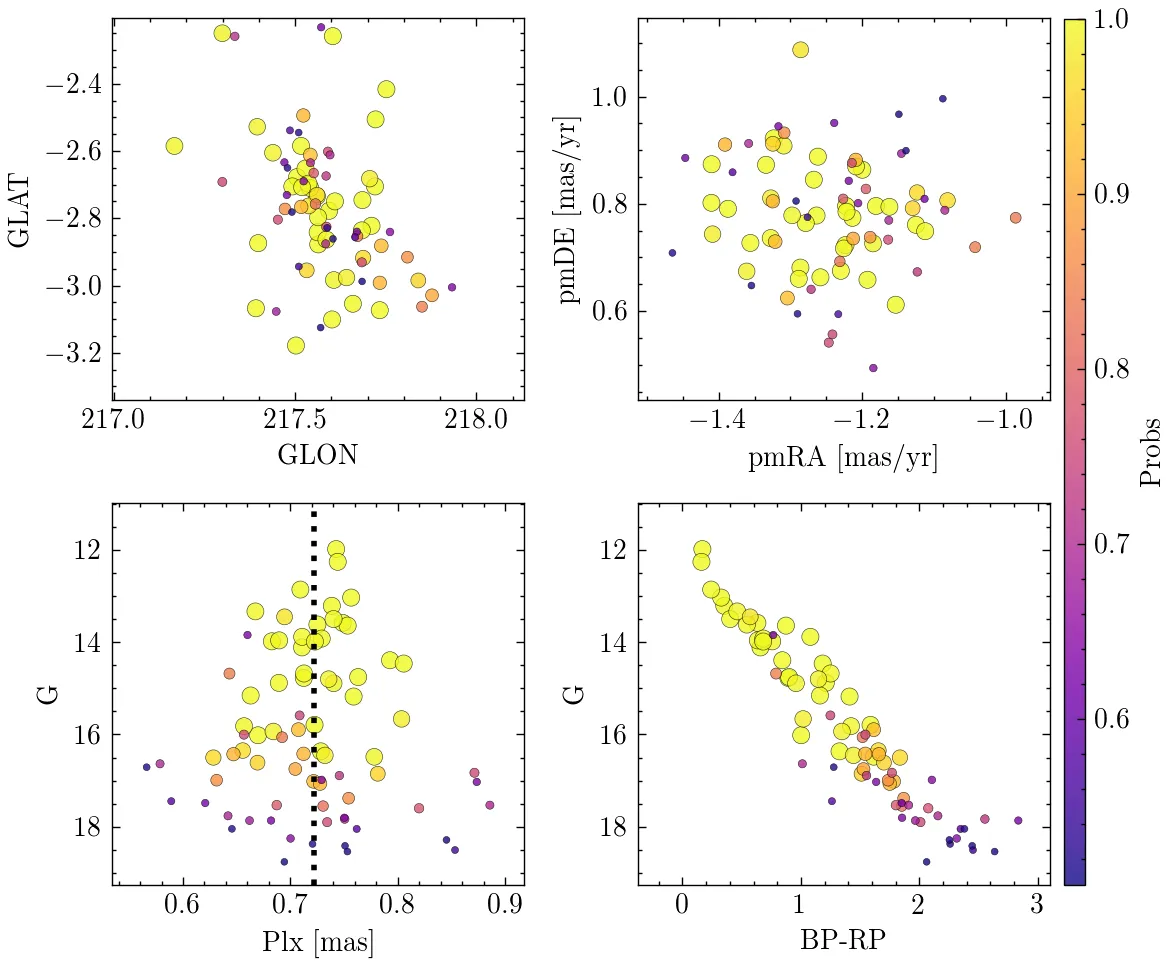 −2.4
−2.6
−2.8
−3.0
−3.2
GLAT
217.0 217.5 218.0
GLON
1.0
0.8
0.6
pmDE [mas/yr]
−1.4 −1.2 −1.0
pmRA [mas/yr]
12
14
16
18
G
0.6 0.7 0.8 0.9
Plx [mas]
12
14
16
18
G
0 1 2 3
BP-RP
1.0
0.9
0.8
0.7
0.6
Probs